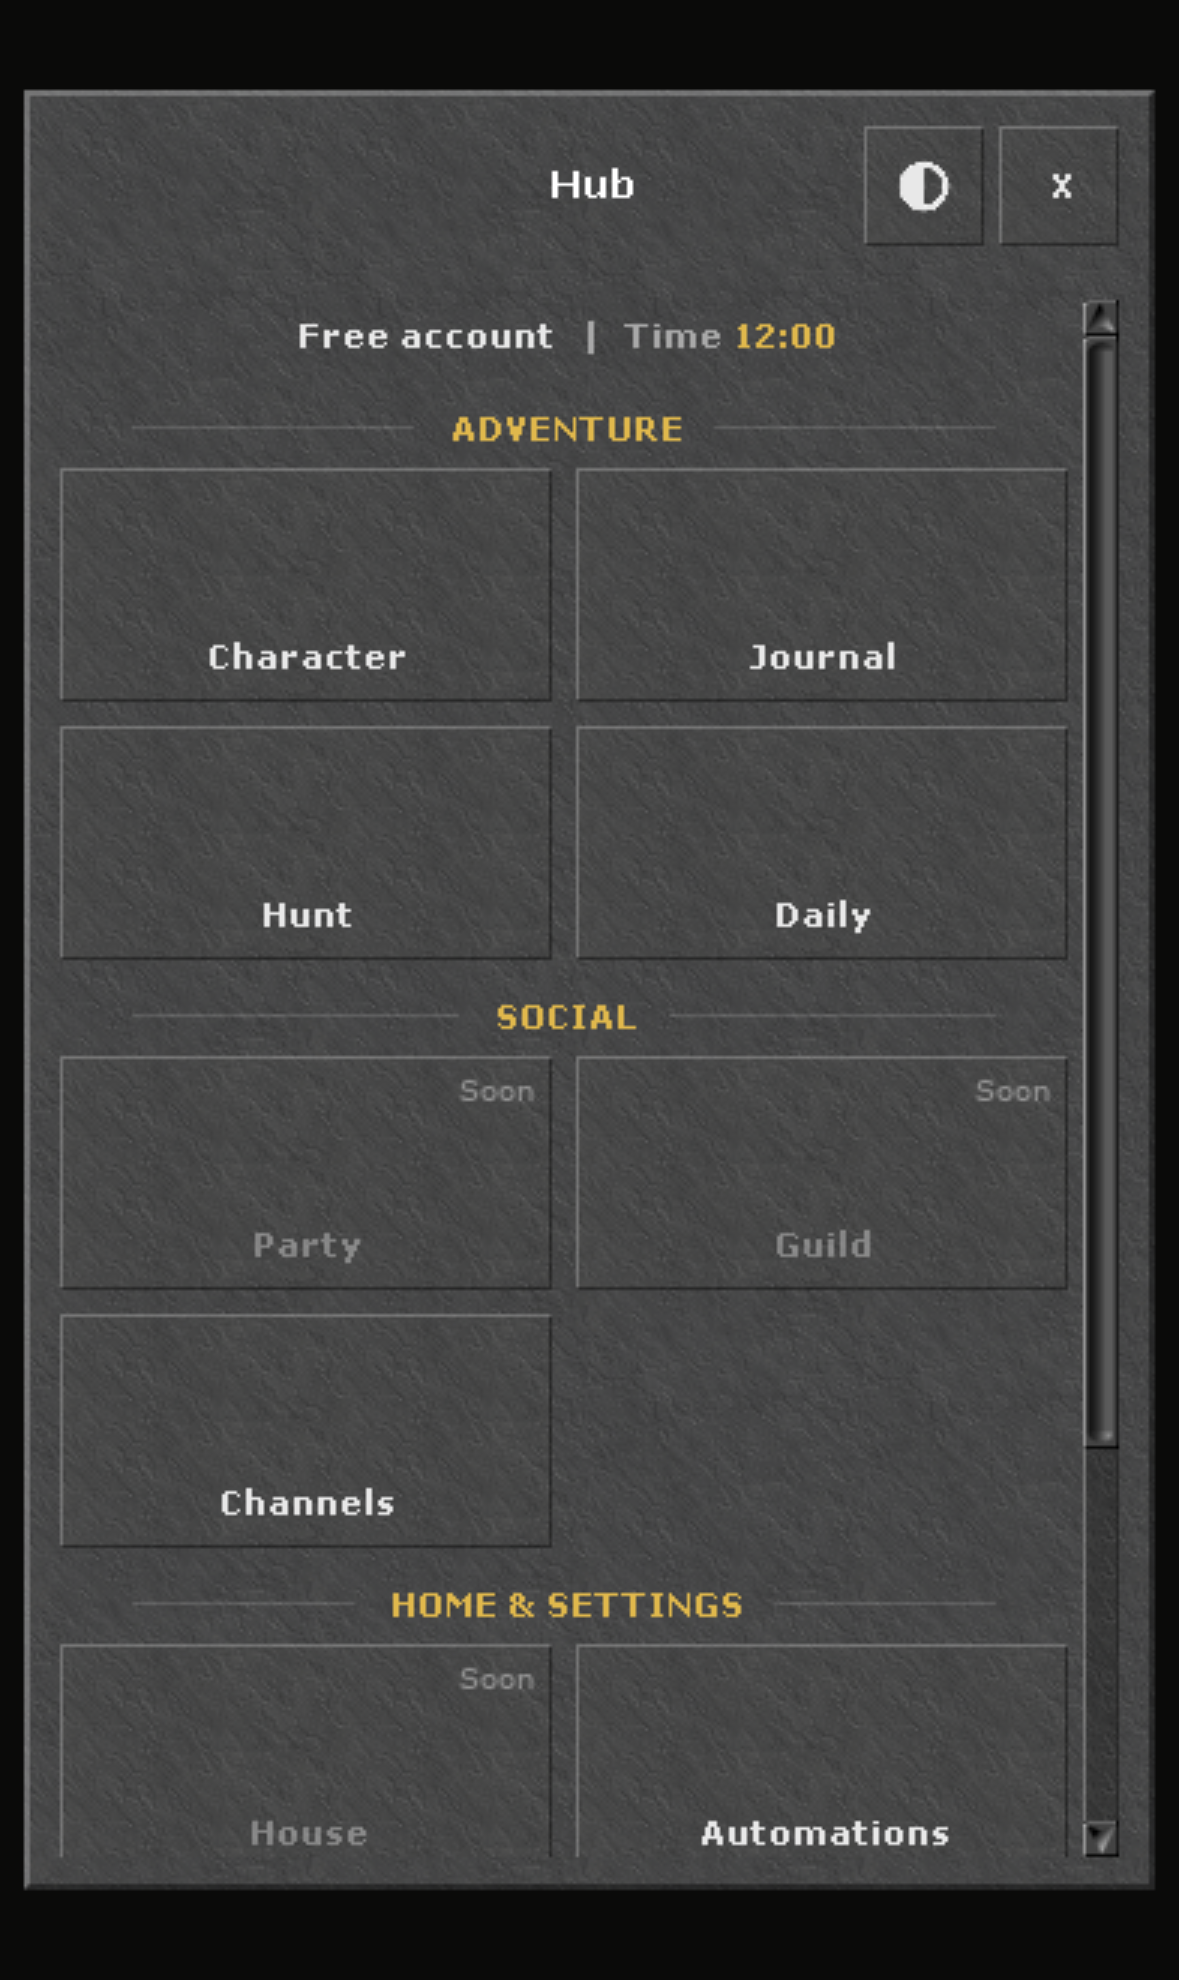 Hub
X
Free account | Time 12:00
ADVENTURE
Character Journal
Hunt Daily
SOCIAL
Soon Soon
Party Guild
Channels
HOME & SETTINGS
Soon
House Automations